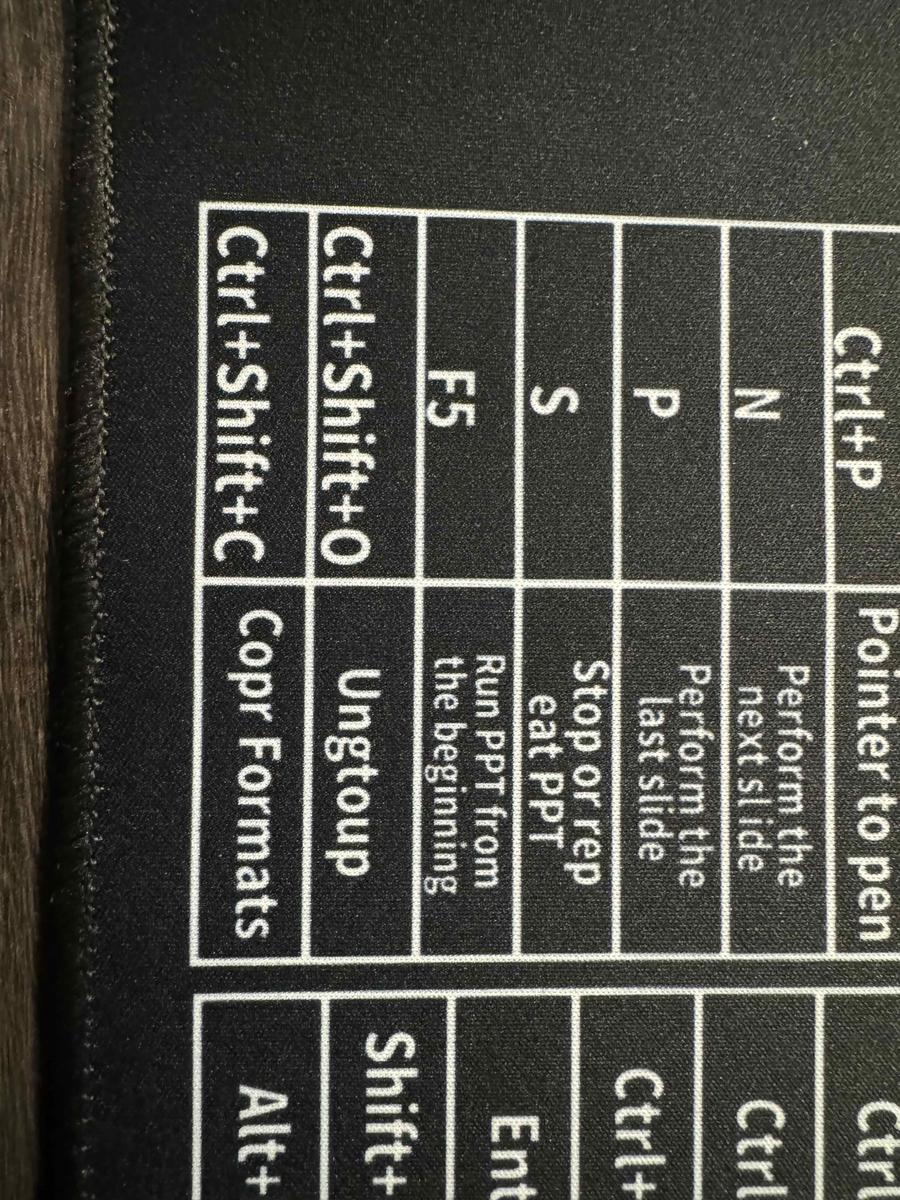 Ctrl+P
Pointer to pen
N
Perform the
next slide
P
Perform the
last slide
S
Stop or rep
eat PPT
F5
Run PPT from
the beginning
Ctrl+Shift+O
Ungtoup
Ctrl+Shift+C
Copr Formats
Ctrl
Ctrl
Ctrl+
Ent
Shift+
Alt+